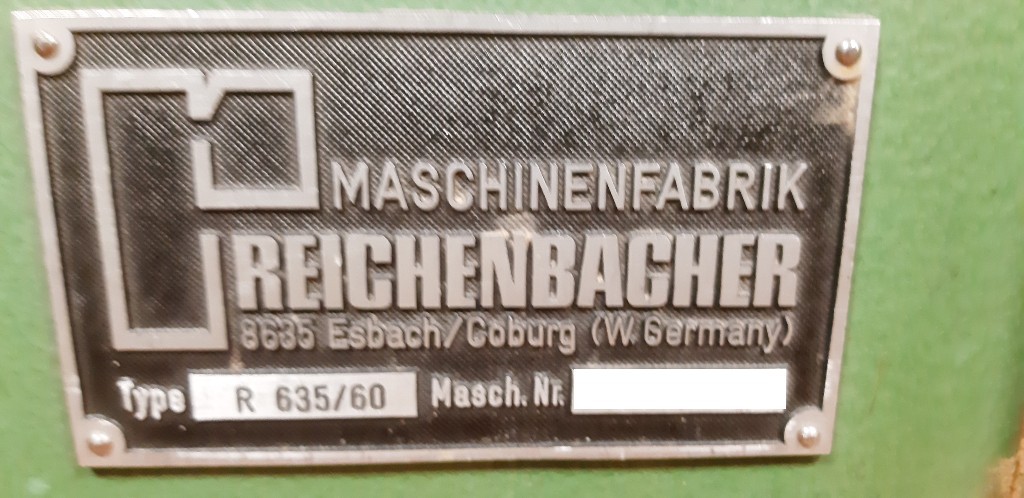 MASCHINENFABRIK
REICHENBACHER
8635 Esbach/Coburg (W. Germany)
Type R 635/60 Masch. Nr.